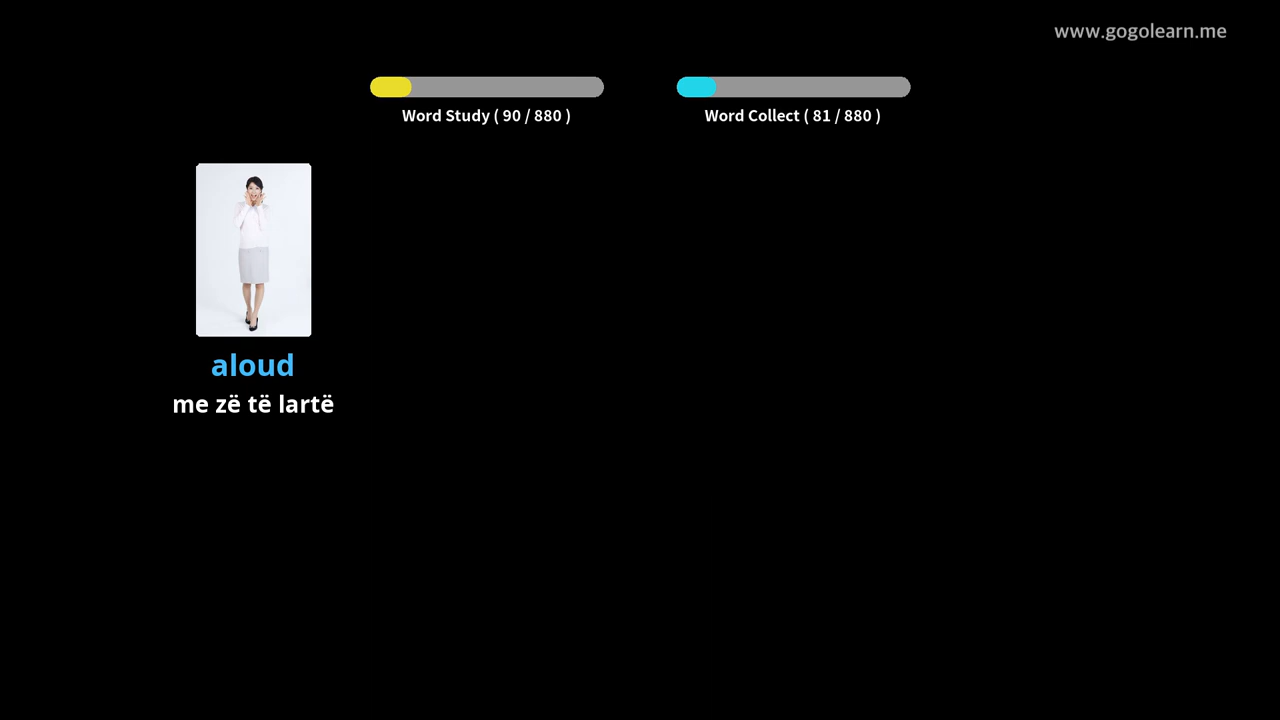 www.gogolearn.me
Word Study ( 90 / 880 )
Word Collect ( 81 / 880 )
aloud
me zë të lartë